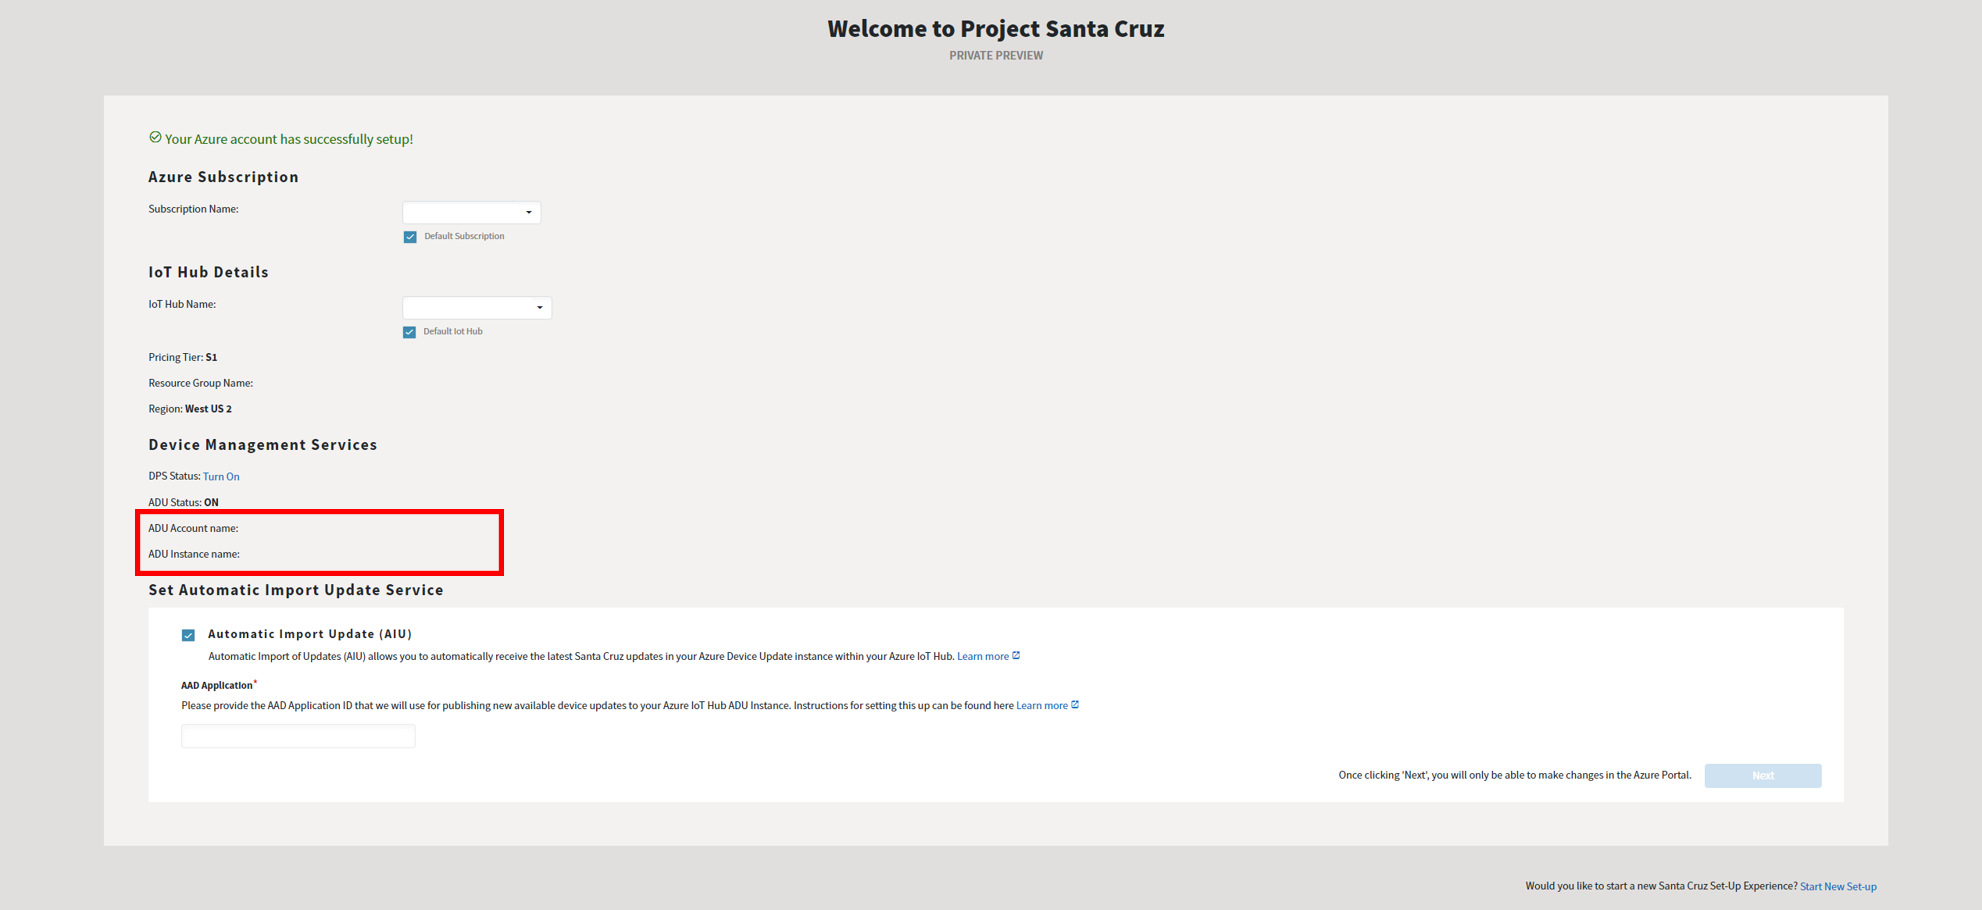 Welcome to Project Santa Cruz
PRIVATE PREVIEW
Your Azure account has successfully setup!
Azure Subscription
Subscription Name:
Default Subscription
IoT Hub Details
IoT Hub Name:
Default Iot Hub
Pricing Tier: S1
Resource Group Name:
Region: West US 2
Device Management Services
DPS Status: Turn On
ADU Status: ON
ADU Account name:
ADU Instance name:
Set Automatic Import Update Service
Automatic Import Update (AIU)
Automatic Import of Updates (AIU) allows you to automatically receive the latest Santa Cruz updates in your Azure Device Update instance within your Azure IoT Hub. Learn more
AAD Application*
Please provide the AAD Application ID that we will use for publishing new available device updates to your Azure IoT Hub ADU Instance. Instructions for setting this up can be found here Learn more
Once clicking 'Next', you will only be able to make changes in the Azure Portal. Next
Would you like to start a new Santa Cruz Set-Up Experience? Start New Set-up